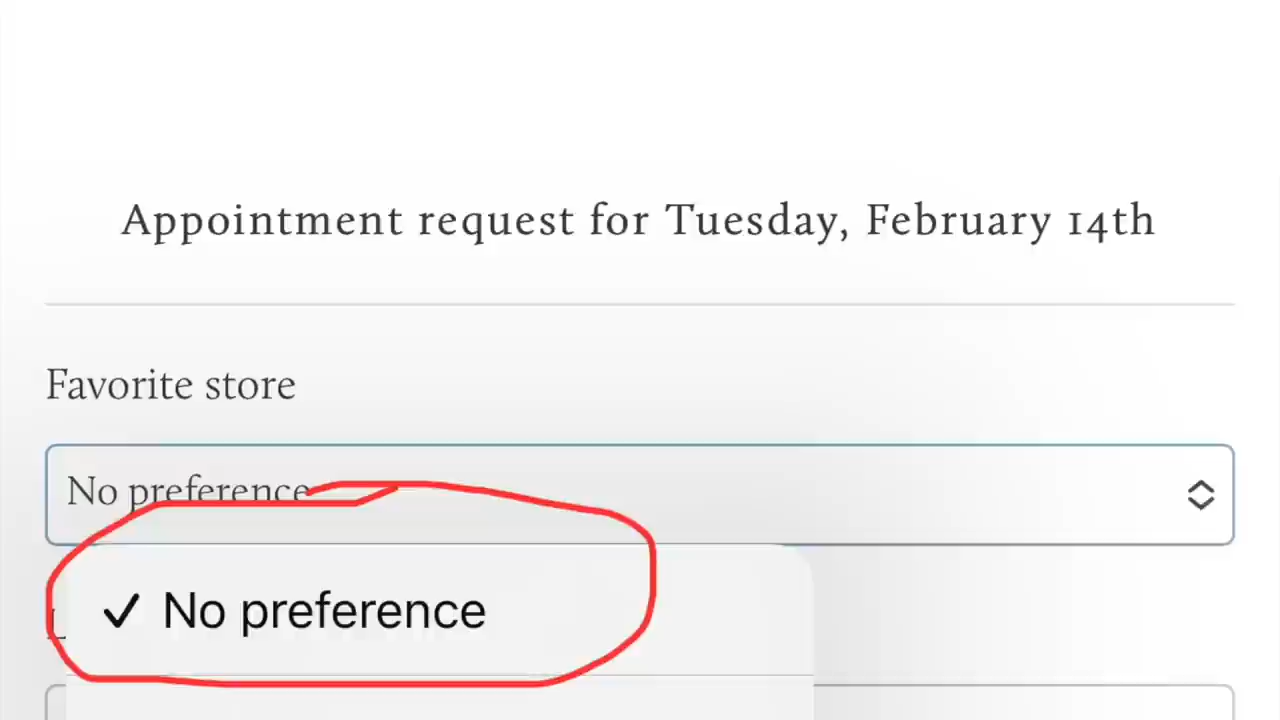 Appointment request for Tuesday, February 14th
Favorite store
No preference
No preference